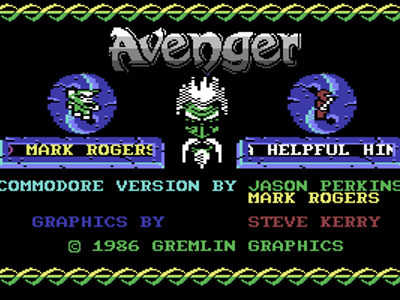 Avenger
MARK ROGERS
HELPFUL HIN
COMMODORE VERSION BY JASON PERKINS
MARK ROGERS
GRAPHICS BY STEVE KERRY
© 1986 GREMLIN GRAPHICS